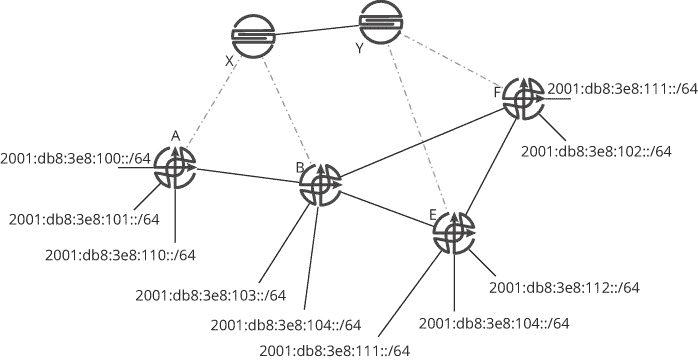 X
Y
F
2001:db8:3e8:111::/64
A
2001:db8:3e8:100::/64
2001:db8:3e8:102::/64
B
2001:db8:3e8:101::/64
E
2001:db8:3e8:110::/64
2001:db8:3e8:112::/64
2001:db8:3e8:103::/64
2001:db8:3e8:104::/64
2001:db8:3e8:104::/64
2001:db8:3e8:111::/64